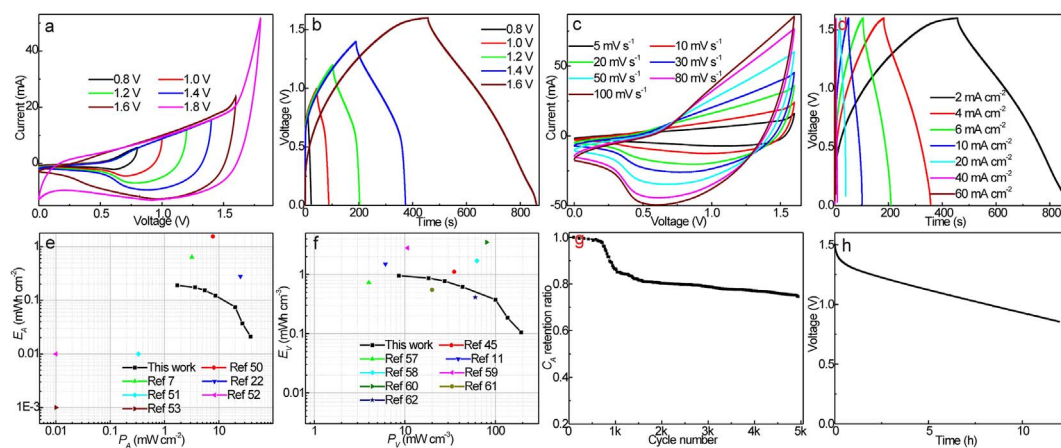 a
Current (mA)
40
20
0
0.8 V
1.0 V
1.2 V
1.4 V
1.6 V
1.8 V
0.0
0.5
1.0
1.5
Voltage (V)
b
Voltage (V)
1.5
1.0
0.5
0.0
0.8 V
1.0 V
1.2 V
1.4 V
1.6 V
0
200
400
600
800
Time (s)
c
Current (mA)
50
0
-50
5 mV s-1
10 mV s-1
20 mV s-1
30 mV s-1
50 mV s-1
80 mV s-1
100 mV s-1
0.0
0.5
1.0
1.5
Voltage (V)
d
Voltage (V)
1.5
1.0
0.5
0.0
2 mA cm-2
4 mA cm-2
6 mA cm-2
10 mA cm-2
20 mA cm-2
40 mA cm-2
60 mA cm-2
0
200
400
600
Time (s)
e
EA (mWh cm-2)
1
0.1
0.01
1E-3
This work
Ref 50
Ref 7
Ref 22
Ref 51
Ref 52
Ref 53
0.01
0.1
1
10
PA (mW cm-2)
f
EV (mWh cm-3)
1
0.1
0.01
This work
Ref 45
Ref 57
Ref 11
Ref 58
Ref 59
Ref 60
Ref 61
Ref 62
1
10
100
PV (mW cm-3)
g
CA retention ratio
1.0
0.8
0.6
0.4
0
1k
2k
3k
4k
5k
Cycle number
h
Voltage (V)
1.5
1.0
0.5
0.0
0
5
10
Time (h)